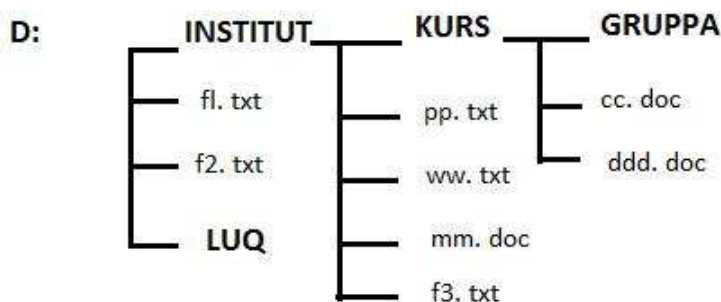 D: INSTITUT KURS GRUPPA
fl. txt
f2. txt
LUQ
pp. txt
ww. txt
mm. doc
f3. txt
cc. doc
ddd. doc